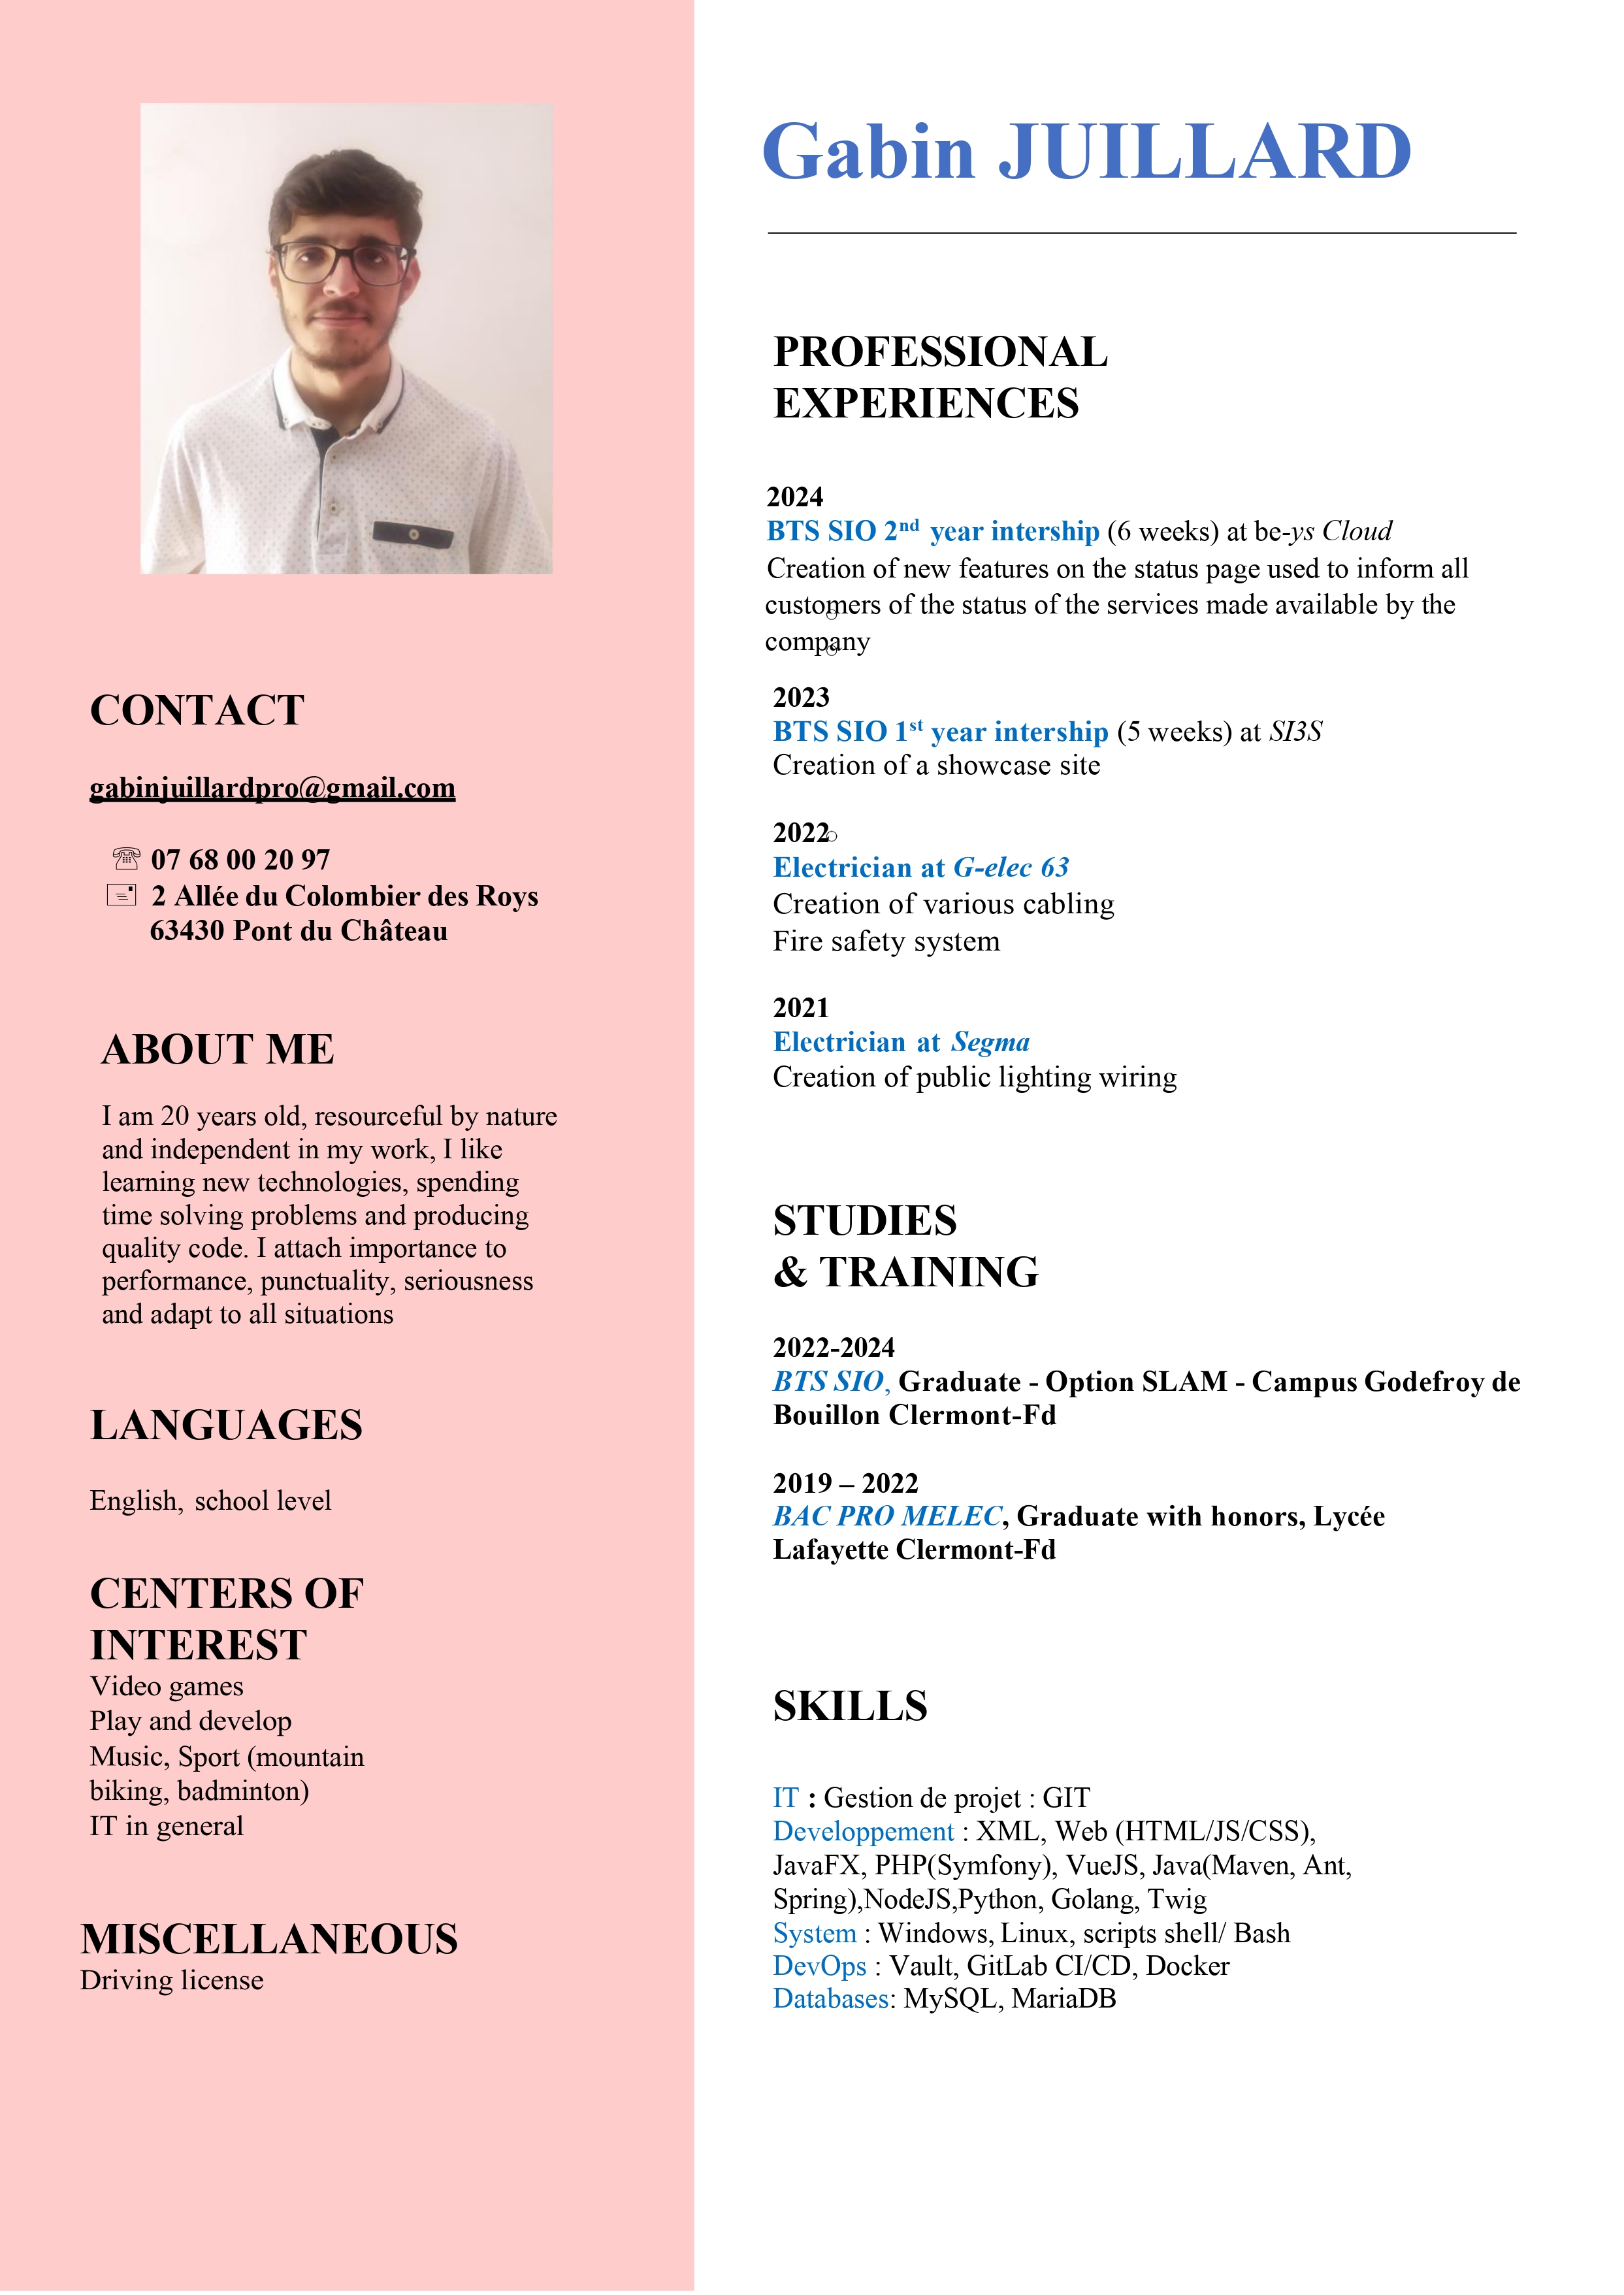 Gabin JUILLARD
CONTACT
gabinjuillardpro@gmail.com
07 68 00 20 97
2 Allée du Colombier des Roys
63430 Pont du Château
ABOUT ME
I am 20 years old, resourceful by nature
and independent in my work, I like
learning new technologies, spending
time solving problems and producing
quality code. I attach importance to
performance, punctuality, seriousness
and adapt to all situations
LANGUAGES
English, school level
CENTERS OF
INTEREST
Video games
Play and develop
Music, Sport (mountain
biking, badminton)
IT in general
MISCELLANEOUS
Driving license
PROFESSIONAL
EXPERIENCES
2024
BTS SIO 2nd year intership (6 weeks) at be-ys Cloud
Creation of new features on the status page used to inform all
customers of the status of the services made available by the
company
2023
BTS SIO 1st year intership (5 weeks) at SI3S
Creation of a showcase site
2022
Electrician at G-elec 63
Creation of various cabling
Fire safety system
2021
Electrician at Segma
Creation of public lighting wiring
STUDIES
& TRAINING
2022-2024
BTS SIO, Graduate - Option SLAM - Campus Godefroy de
Bouillon Clermont-Fd
2019 – 2022
BAC PRO MELEC, Graduate with honors, Lycée
Lafayette Clermont-Fd
SKILLS
IT : Gestion de projet : GIT
Developpement : XML, Web (HTML/JS/CSS),
JavaFX, PHP(Symfony), VueJS, Java(Maven, Ant,
Spring),NodeJS,Python, Golang, Twig
System : Windows, Linux, scripts shell/ Bash
DevOps : Vault, GitLab CI/CD, Docker
Databases: MySQL, MariaDB